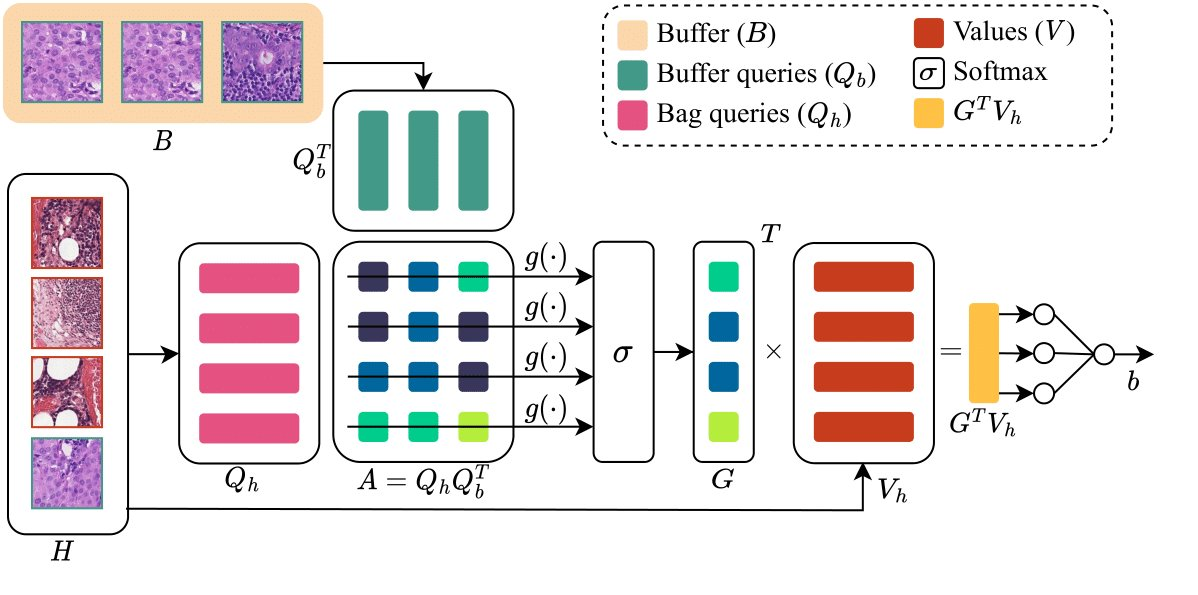 B
Q_b^T
Buffer (B)
Buffer queries (Q_b)
Bag queries (Q_h)
Values (V)
σ Softmax
G^T V_h
H
Q_h
A = Q_h Q_b^T
g(·)
g(·)
g(·)
g(·)
σ
G
T
×
V_h
=
G^T V_h
b